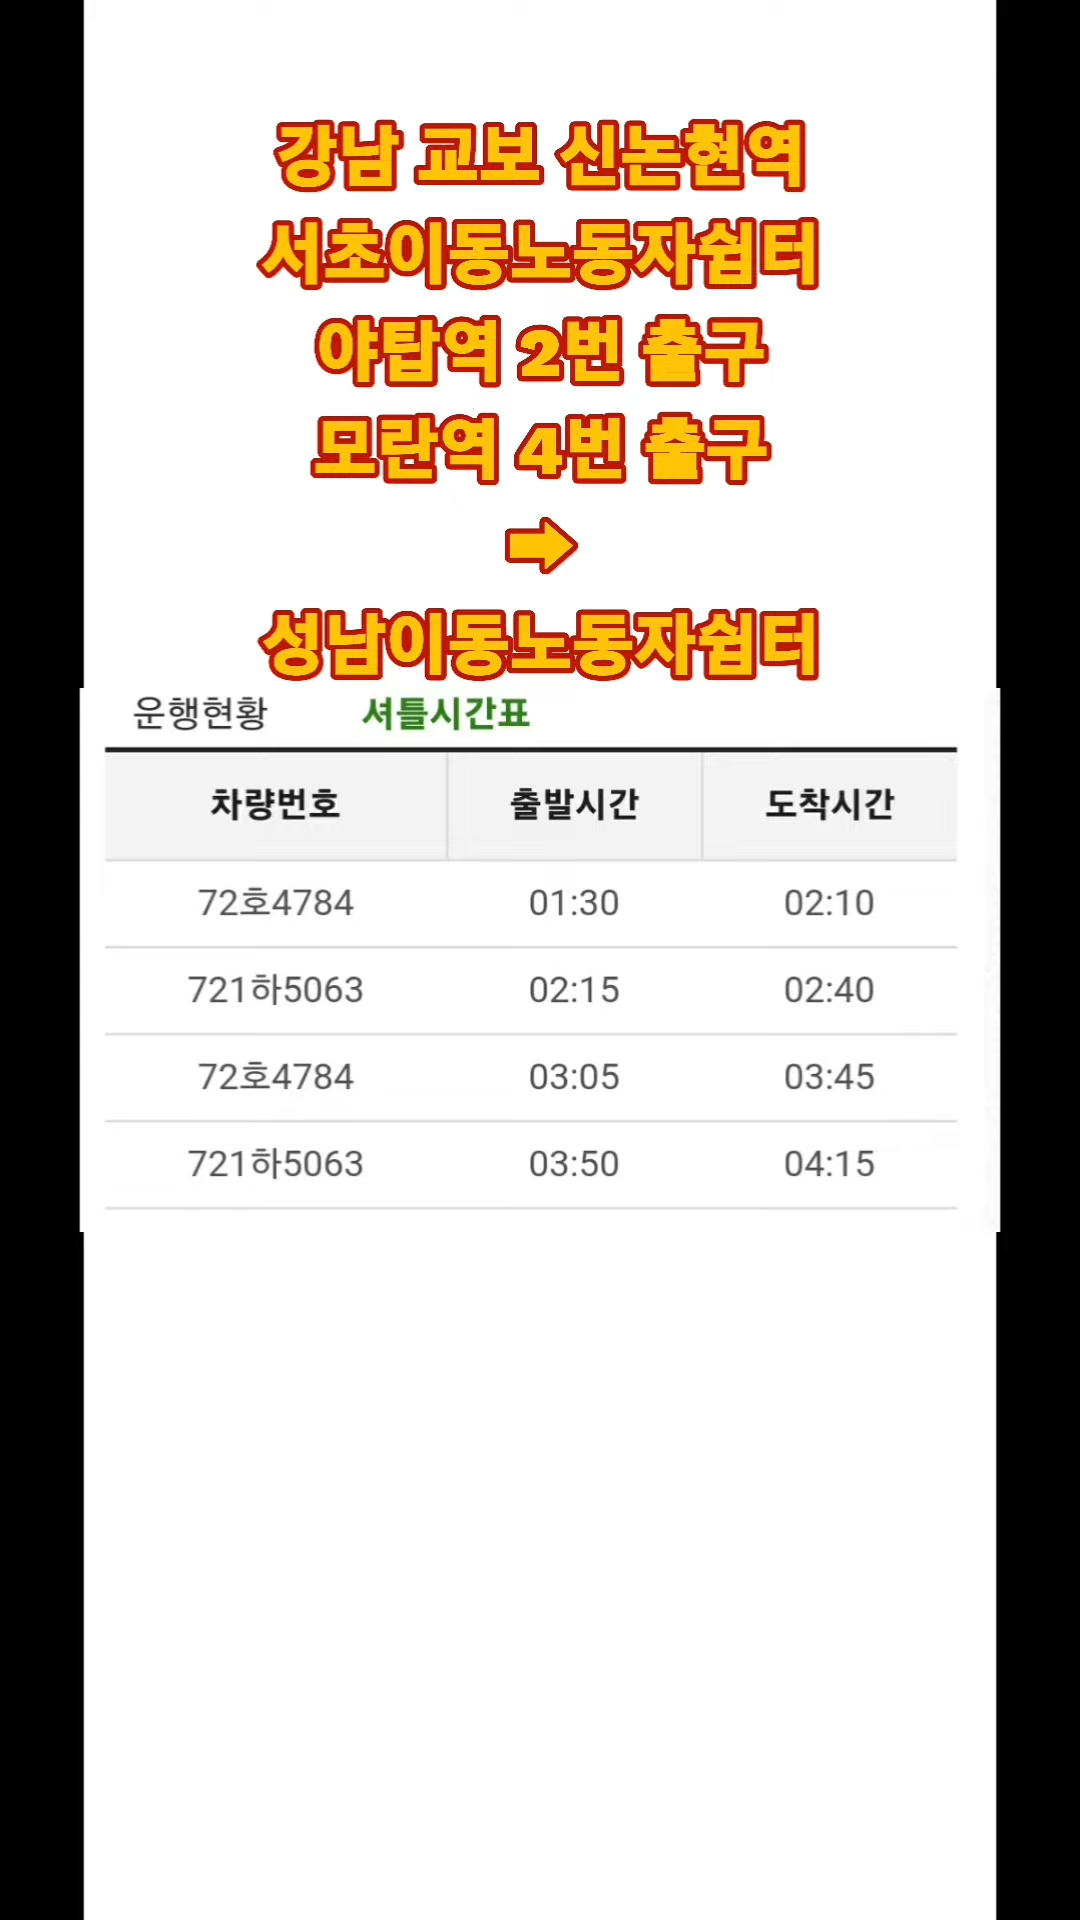 강남 교보 신논현역
서초이동노동자쉼터
야탑역 2번 출구
모란역 4번 출구
➡
성남이동노동자쉼터
운행현황 셔틀시간표
차량번호 출발시간 도착시간
72호4784 01:30 02:10
721하5063 02:15 02:40
72호4784 03:05 03:45
721하5063 03:50 04:15